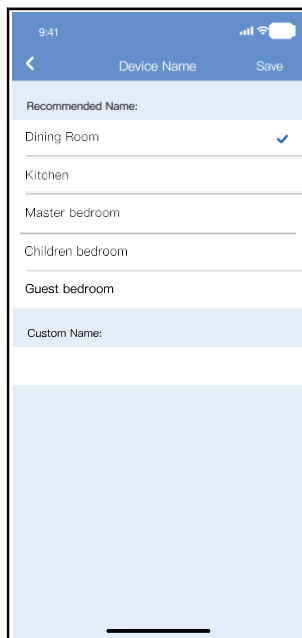 9:41
Device Name Save
Recommended Name:
Dining Room
Kitchen
Master bedroom
Children bedroom
Guest bedroom
Custom Name: